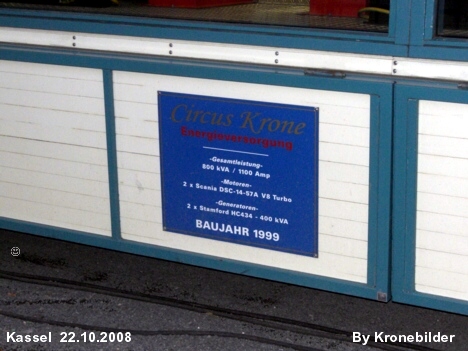 Circus Krone
Energieversorgung
-Gesamtleistung-
800 kVA / 1100 Amp
-Motoren-
2 x Scania DSC-14-57A V8 Turbo
-Generatoren-
2 x Stamford HC434 - 400 kVA
BAUJAHR 1999
Kassel 22.10.2008
By Kronebilder